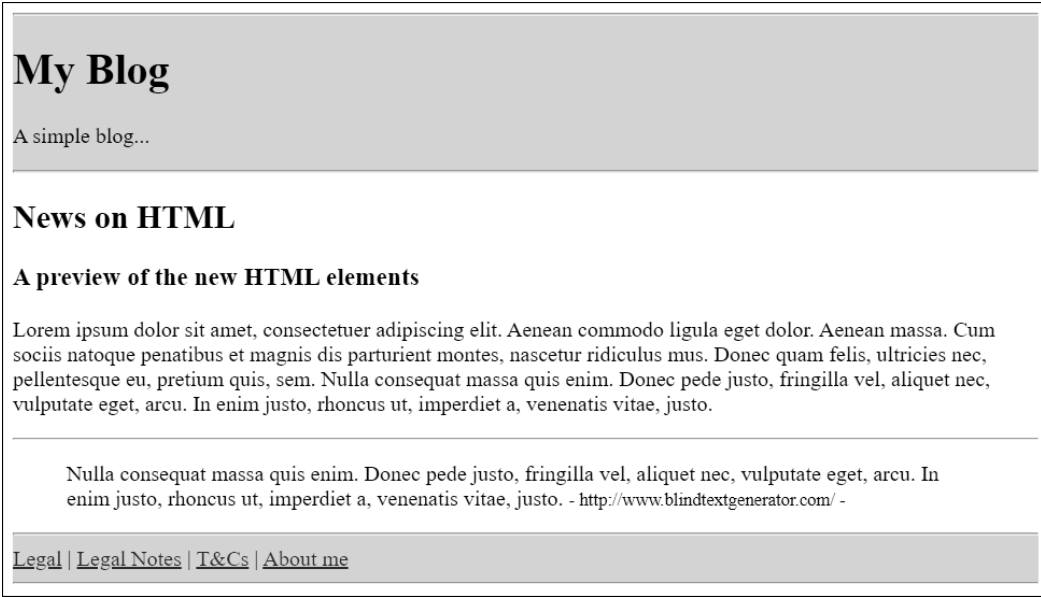 My Blog
A simple blog...
News on HTML
A preview of the new HTML elements
Lorem ipsum dolor sit amet, consectetuer adipiscing elit. Aenean commodo ligula eget dolor. Aenean massa. Cum
sociis natoque penatibus et magnis dis parturient montes, nascetur ridiculus mus. Donec quam felis, ultricies nec,
pellentesque eu, pretium quis, sem. Nulla consequat massa quis enim. Donec pede justo, fringilla vel, aliquet nec,
vulputate eget, arcu. In enim justo, rhoncus ut, imperdiet a, venenatis vitae, justo.
Nulla consequat massa quis enim. Donec pede justo, fringilla vel, aliquet nec, vulputate eget, arcu. In
enim justo, rhoncus ut, imperdiet a, venenatis vitae, justo. - http://www.blindtextgenerator.com/ -
Legal | Legal Notes | T&Cs | About me